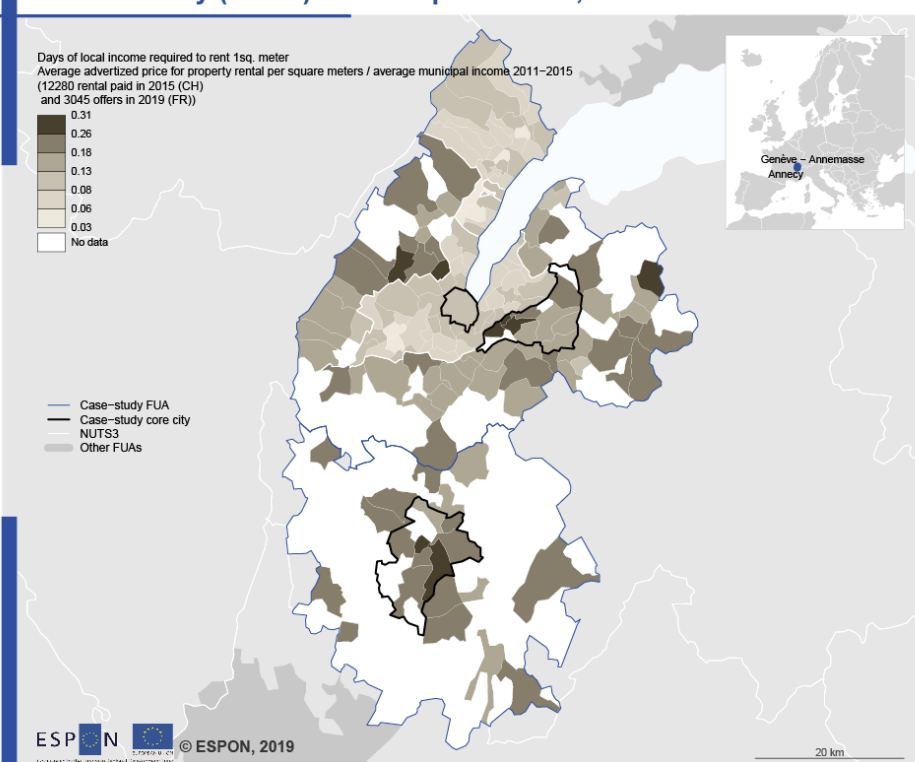 Days of local income required to rent 1sq. meter
Average advertized price for property rental per square meters / average municipal income 2011−2015
(12280 rental paid in 2015 (CH)
and 3045 offers in 2019 (FR))
0.31
0.26
0.18
0.13
0.08
0.06
0.03
No data
Genève − Annemasse
Annecy
Case−study FUA
Case−study core city
NUTS3
Other FUAs
ESPON
© ESPON, 2019
20 km